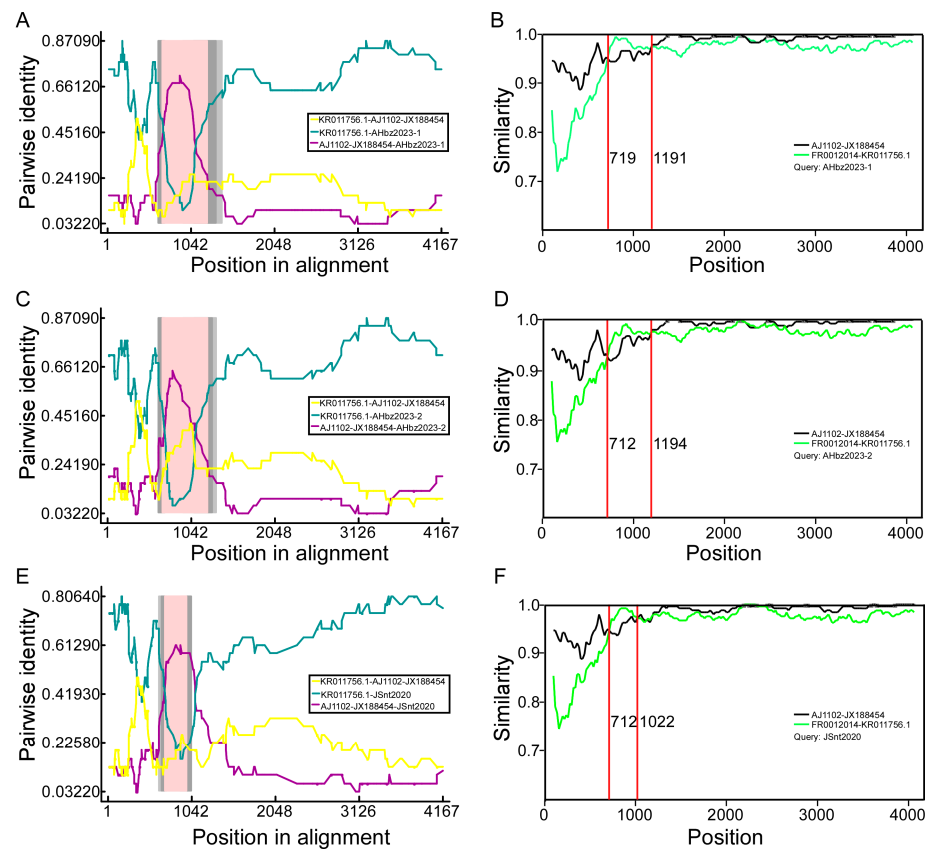 A
Pairwise identity
0.87090
0.66120
0.45160
0.24190
0.03220
KR011756.1-AJ1102-JX188454
KR011756.1-AHbz2023-1
AJ1102-JX188454-AHbz2023-1
1 1042 2048 3126 4167
Position in alignment
B
Similarity
1.0
0.9
0.8
0.7
719 1191
AJ1102-JX188454
FR0012014-KR011756.1
Query: AHbz2023-1
0 1000 2000 3000 4000
Position
C
Pairwise identity
0.87090
0.66120
0.45160
0.24190
0.03220
KR011756.1-AJ1102-JX188454
KR011756.1-AHbz2023-2
AJ1102-JX188454-AHbz2023-2
1 1042 2048 3126 4167
Position in alignment
D
Similarity
1.0
0.9
0.8
0.7
712 1194
AJ1102-JX188454
FR0012014-KR011756.1
Query: AHbz2023-2
0 1000 2000 3000 4000
Position
E
Pairwise identity
0.80640
0.61290
0.41930
0.22580
0.03220
KR011756.1-AJ1102-JX188454
KR011756.1-JSnt2020
AJ1102-JX188454-JSnt2020
1 1042 2048 3126 4167
Position in alignment
F
Similarity
1.0
0.9
0.8
0.7
712 1022
AJ1102-JX188454
FR0012014-KR011756.1
Query: JSnt2020
0 1000 2000 3000 4000
Position